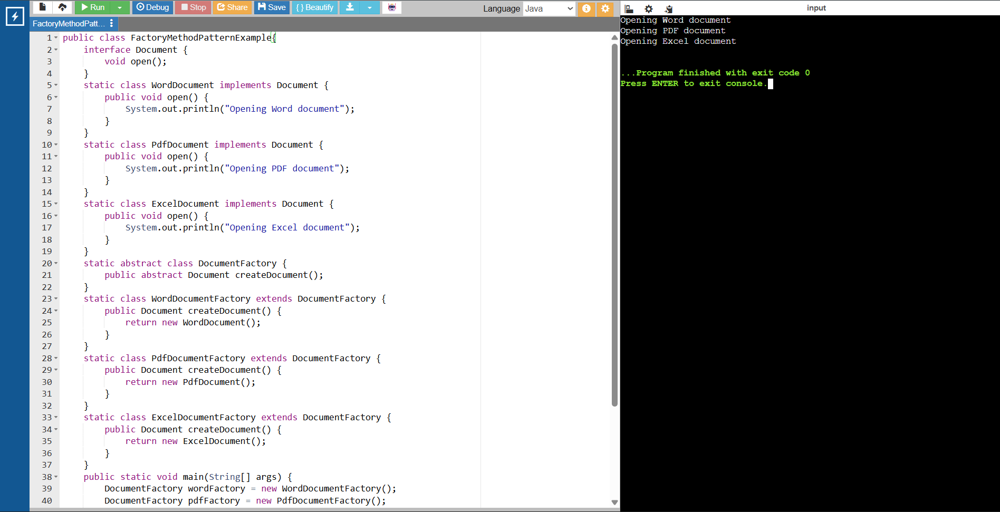 Run Debug Stop Share Save { } Beautify Language Java
FactoryMethodPatt...
1 public class FactoryMethodPatternExample{
2 interface Document {
3 void open();
4 }
5 static class WordDocument implements Document {
6 public void open() {
7 System.out.println("Opening Word document");
8 }
9 }
10 static class PdfDocument implements Document {
11 public void open() {
12 System.out.println("Opening PDF document");
13 }
14 }
15 static class ExcelDocument implements Document {
16 public void open() {
17 System.out.println("Opening Excel document");
18 }
19 }
20 static abstract class DocumentFactory {
21 public abstract Document createDocument();
22 }
23 static class WordDocumentFactory extends DocumentFactory {
24 public Document createDocument() {
25 return new WordDocument();
26 }
27 }
28 static class PdfDocumentFactory extends DocumentFactory {
29 public Document createDocument() {
30 return new PdfDocument();
31 }
32 }
33 static class ExcelDocumentFactory extends DocumentFactory {
34 public Document createDocument() {
35 return new ExcelDocument();
36 }
37 }
38 public static void main(String[] args) {
39 DocumentFactory wordFactory = new WordDocumentFactory();
40 DocumentFactory pdfFactory = new PdfDocumentFactory();
input
Opening Word document
Opening PDF document
Opening Excel document
...Program finished with exit code 0
Press ENTER to exit console.